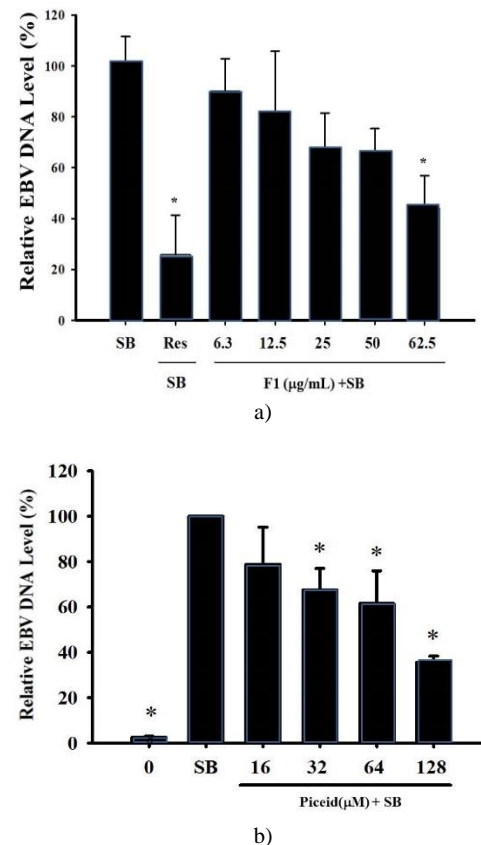 Relative EBV DNA Level (%)
120
100
80
60
40
20
0
*
*
SB Res 6.3 12.5 25 50 62.5
SB F1 (µg/mL) +SB
a)
Relative EBV DNA Level (%)
120
100
80
60
40
20
0
*
*
*
*
0 SB 16 32 64 128
Piceid(µM) + SB
b)